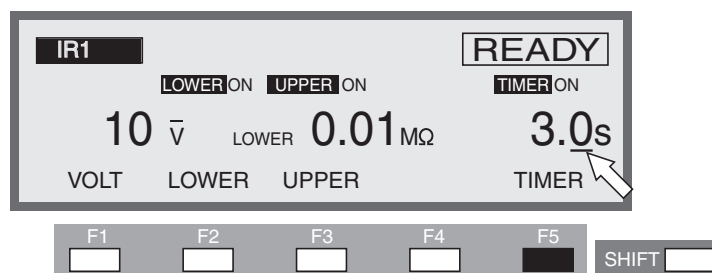 IR1 READY
LOWER ON UPPER ON TIMER ON
10 V LOWER 0.01 MΩ 3.0s
VOLT LOWER UPPER TIMER
F1 F2 F3 F4 F5
SHIFT